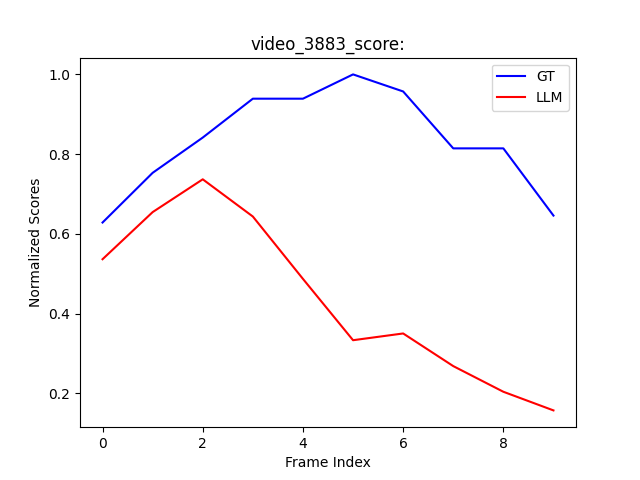 video_3883_score:
GT
LLM
Normalized Scores
1.0
0.8
0.6
0.4
0.2
0 2 4 6 8
Frame Index